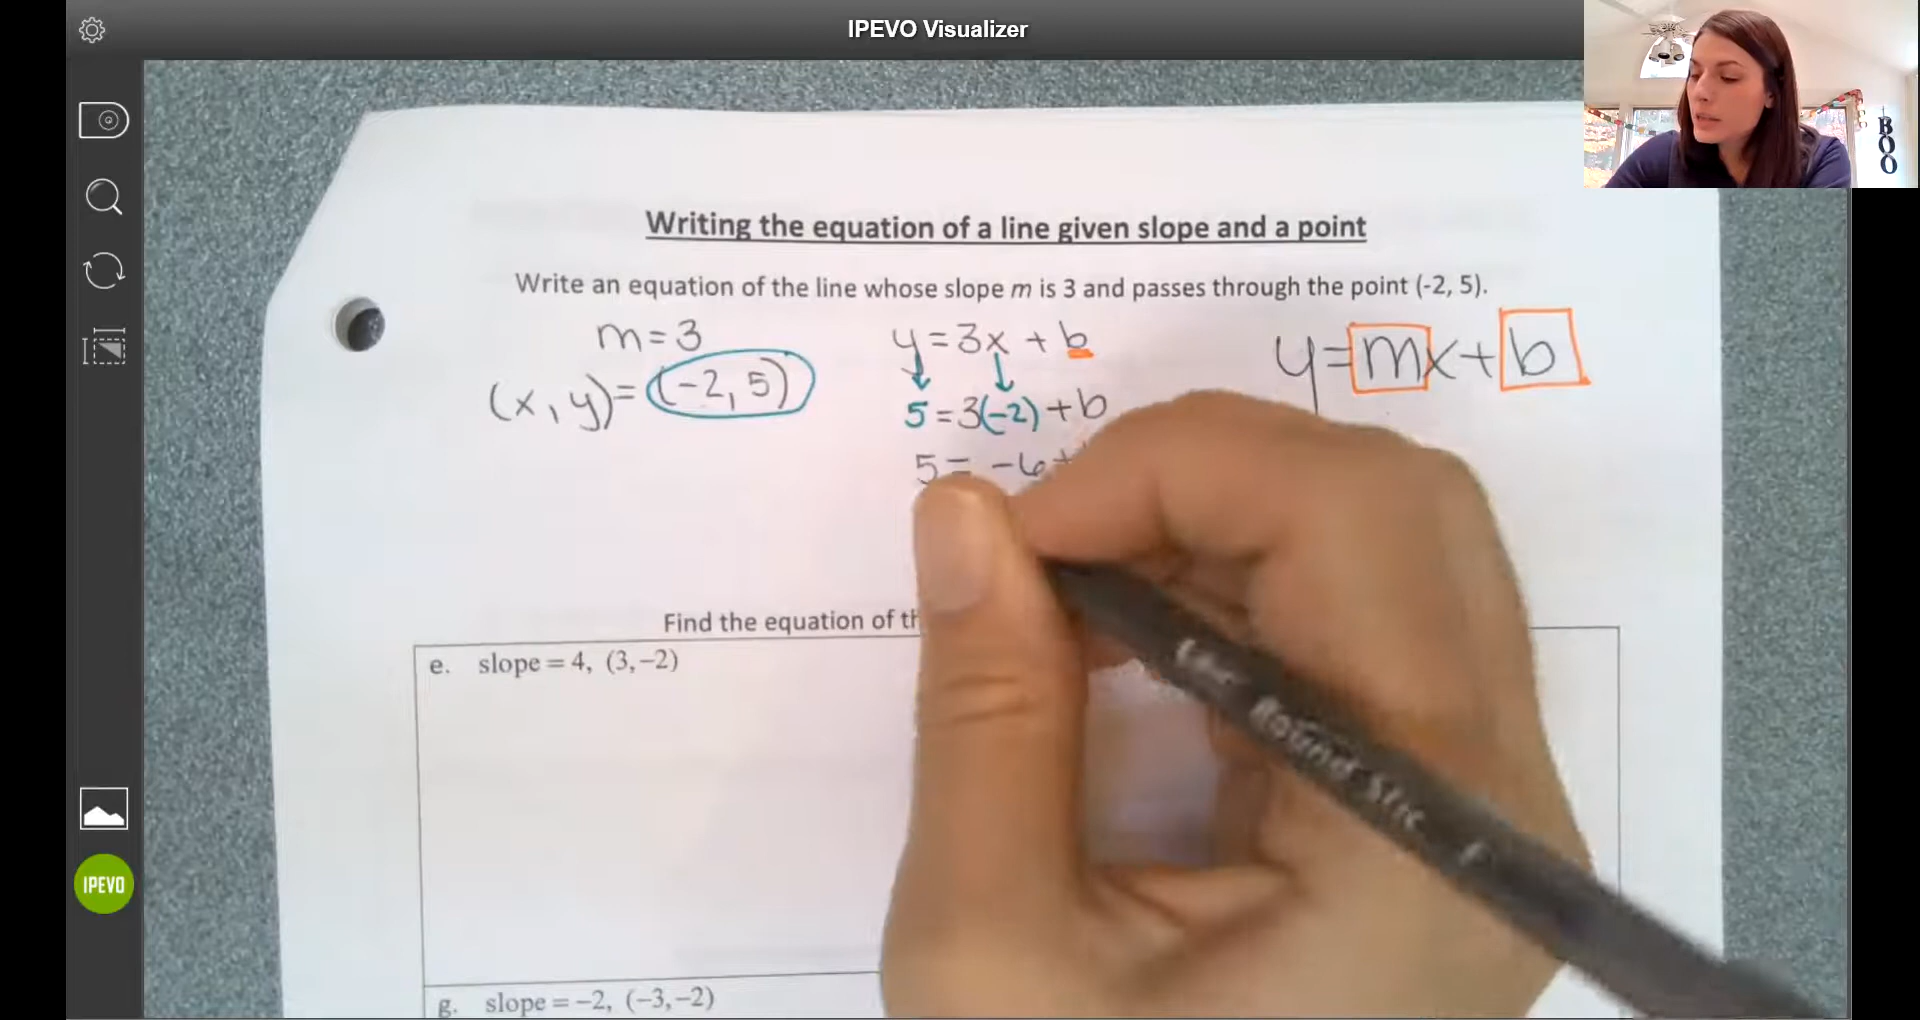 IPEVO Visualizer
BOO
Writing the equation of a line given slope and a point
Write an equation of the line whose slope m is 3 and passes through the point (-2, 5).
m = 3
(x, y) = (-2, 5)
y = 3x + b
5 = 3(-2) + b
5 = -6 +
y = mx + b
Find the equation of th
e. slope = 4, (3, −2)
g. slope = −2, (−3, −2)
Round Stic
IPEVO